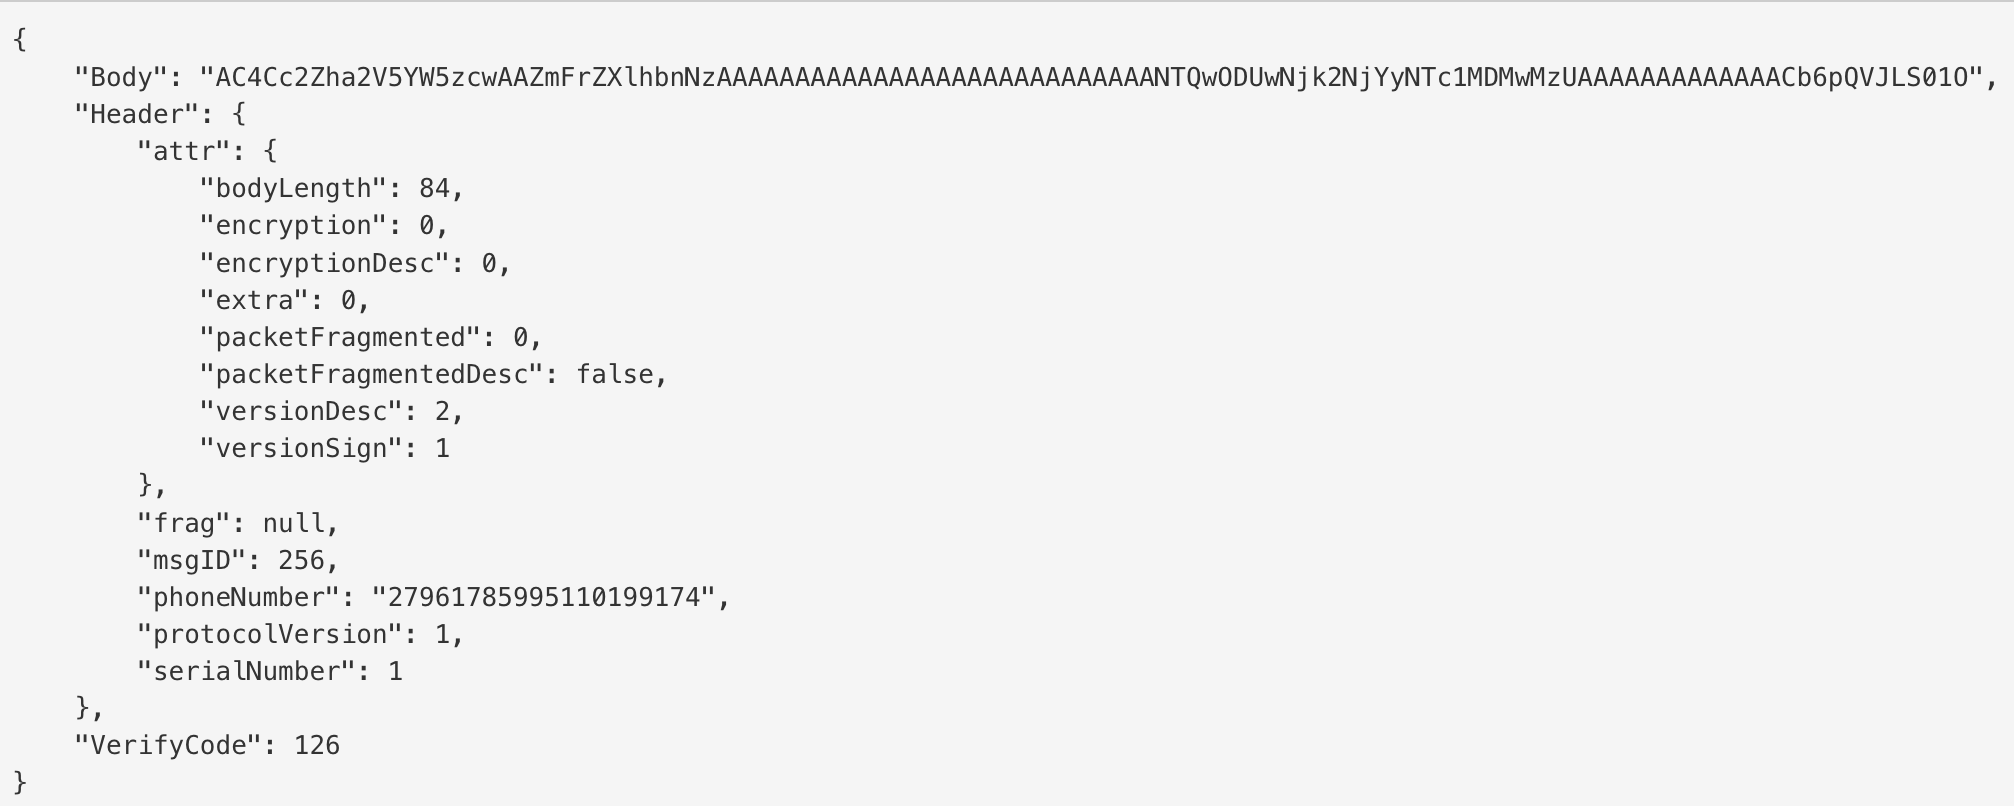 {
"Body": "AC4Cc2Zha2V5YW5zcwAAZmFrZXlhbnNzAAAAAAAAAAAAAAAAAAAAAAAAAAAANTQwODUwNjk2NjYyNTc1MDMwMzUAAAAAAAAAAAAACb6pQVJLS01O",
"Header": {
"attr": {
"bodyLength": 84,
"encryption": 0,
"encryptionDesc": 0,
"extra": 0,
"packetFragmented": 0,
"packetFragmentedDesc": false,
"versionDesc": 2,
"versionSign": 1
},
"frag": null,
"msgID": 256,
"phoneNumber": "27961785995110199174",
"protocolVersion": 1,
"serialNumber": 1
},
"VerifyCode": 126
}